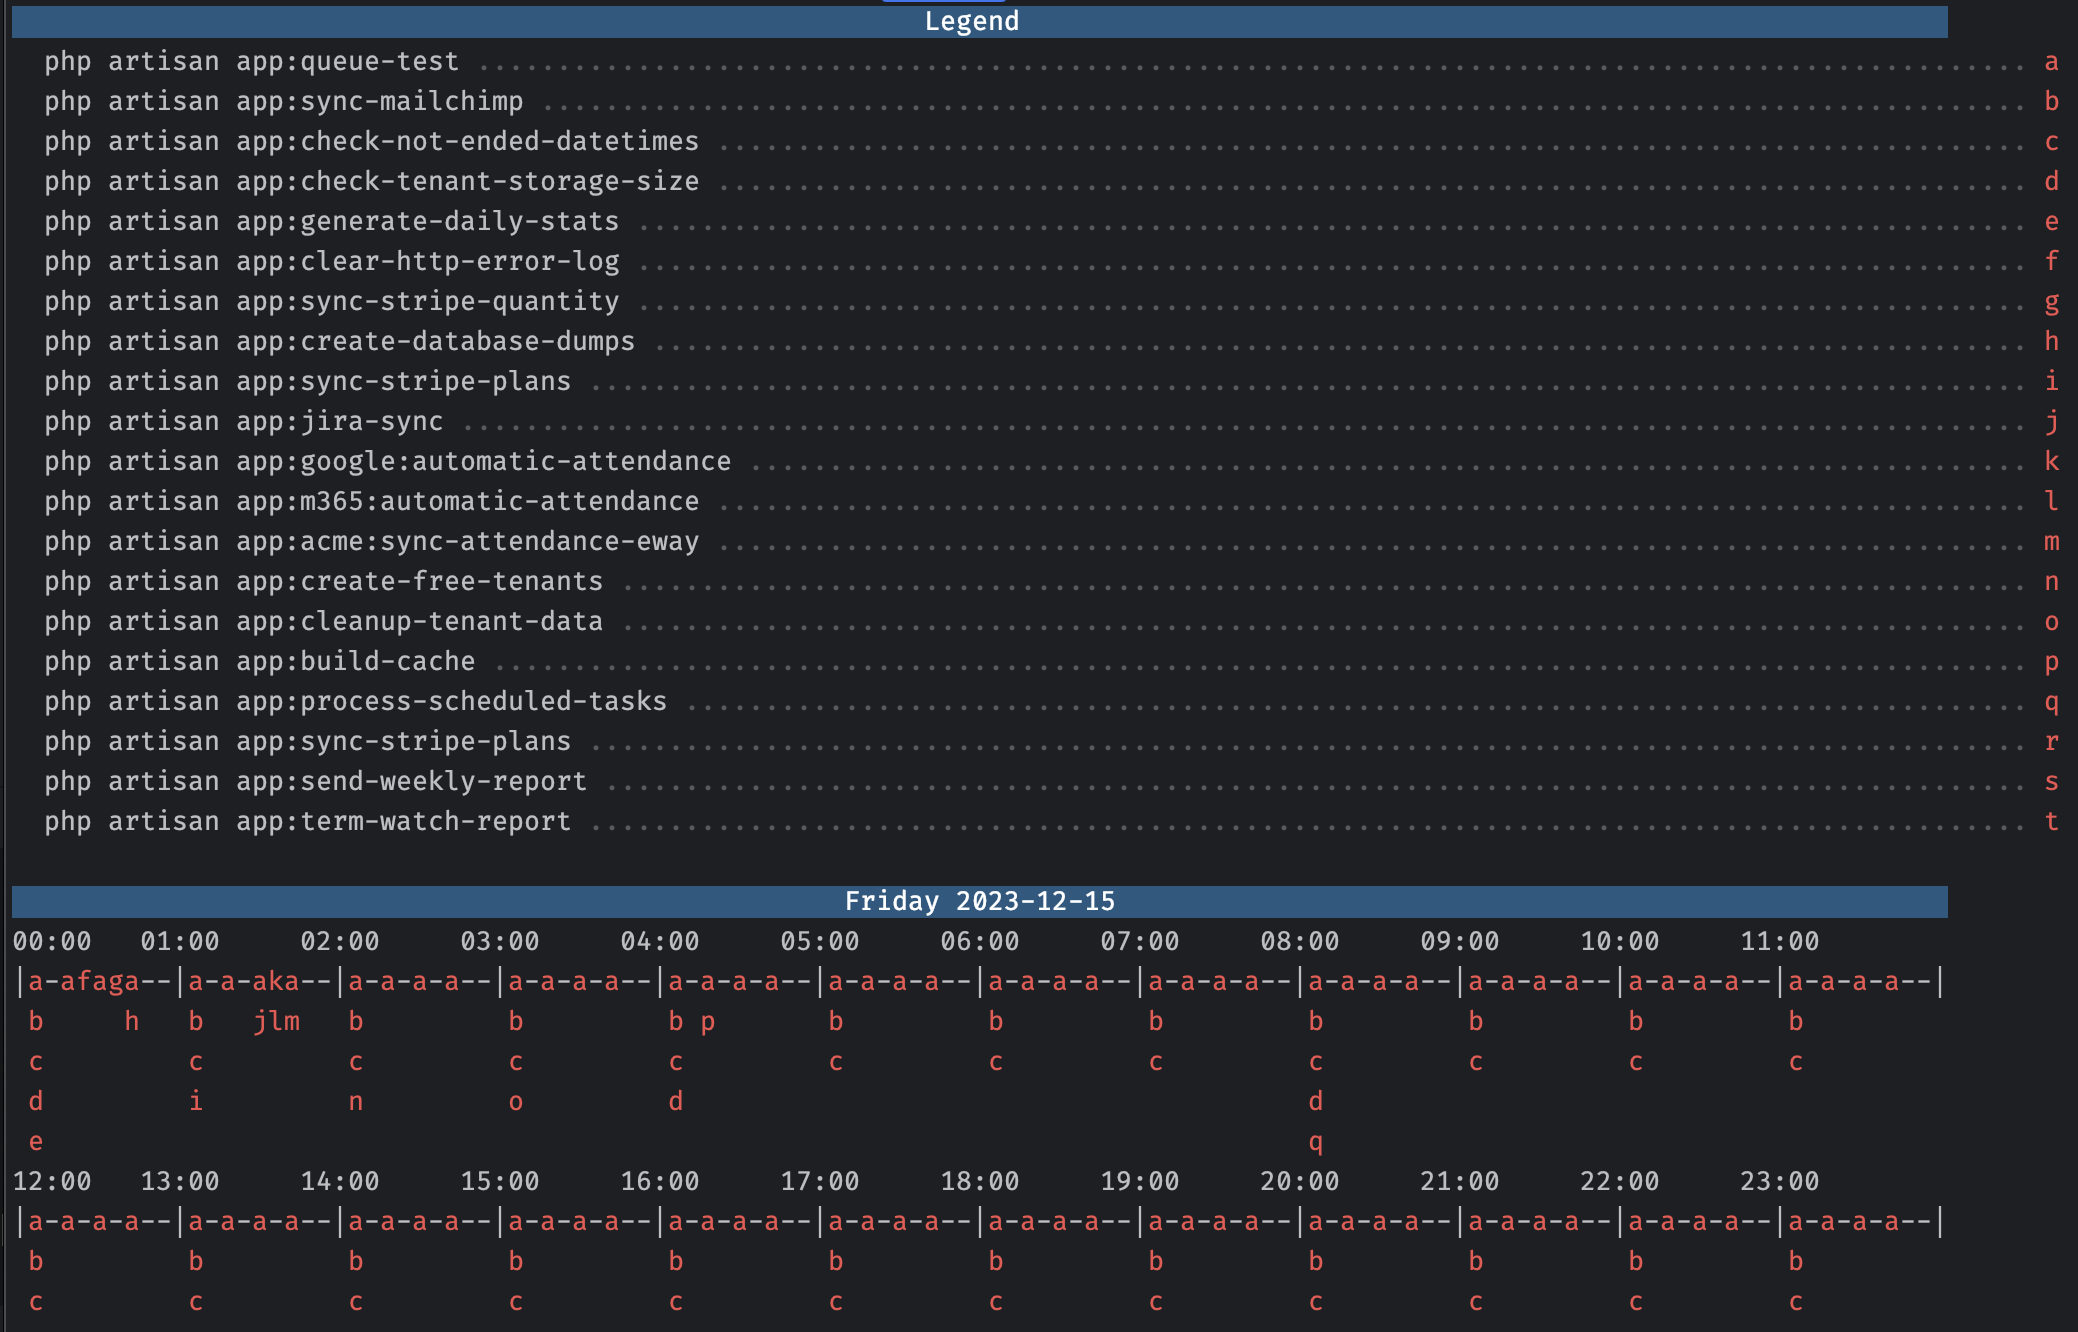 Legend
php artisan app:queue-test ................................................................................................. a
php artisan app:sync-mailchimp ............................................................................................. b
php artisan app:check-not-ended-datetimes .................................................................................. c
php artisan app:check-tenant-storage-size .................................................................................. d
php artisan app:generate-daily-stats ....................................................................................... e
php artisan app:clear-http-error-log ....................................................................................... f
php artisan app:sync-stripe-quantity ....................................................................................... g
php artisan app:create-database-dumps ...................................................................................... h
php artisan app:sync-stripe-plans .......................................................................................... i
php artisan app:jira-sync .................................................................................................. j
php artisan app:google:automatic-attendance ................................................................................ k
php artisan app:m365:automatic-attendance .................................................................................. l
php artisan app:acme:sync-attendance-eway .................................................................................. m
php artisan app:create-free-tenants ........................................................................................ n
php artisan app:cleanup-tenant-data ........................................................................................ o
php artisan app:build-cache ................................................................................................ p
php artisan app:process-scheduled-tasks .................................................................................... q
php artisan app:sync-stripe-plans .......................................................................................... r
php artisan app:send-weekly-report ......................................................................................... s
php artisan app:term-watch-report .......................................................................................... t
Friday 2023-12-15
00:00   01:00     02:00     03:00     04:00     05:00     06:00     07:00     08:00     09:00     10:00     11:00
|a-afaga--|a-a-aka--|a-a-a-a--|a-a-a-a--|a-a-a-a--|a-a-a-a--|a-a-a-a--|a-a-a-a--|a-a-a-a--|a-a-a-a--|a-a-a-a--|a-a-a-a--|
 b     h   b   jlm   b         b         b p       b         b         b         b         b         b         b
 c         c         c         c         c         c         c         c         c         c         c         c
 d         i         n         o         d                                       d
 e                                                                               q
12:00   13:00     14:00     15:00     16:00     17:00     18:00     19:00     20:00     21:00     22:00     23:00
|a-a-a-a--|a-a-a-a--|a-a-a-a--|a-a-a-a--|a-a-a-a--|a-a-a-a--|a-a-a-a--|a-a-a-a--|a-a-a-a--|a-a-a-a--|a-a-a-a--|a-a-a-a--|
 b         b         b         b         b         b         b         b         b         b         b         b
 c         c         c         c         c         c         c         c         c         c         c         c